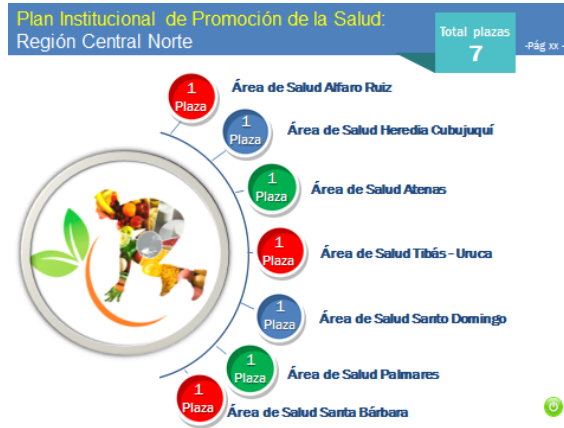 Plan Institucional de Promoción de la Salud:
Región Central Norte
Total plazas
7
-Pág xx -
1
Plaza
Área de Salud Alfaro Ruiz
1
Plaza
Área de Salud Heredia Cubujuquí
1
Plaza
Área de Salud Atenas
1
Plaza
Área de Salud Tibás - Uruca
1
Plaza
Área de Salud Santo Domingo
1
Plaza
Área de Salud Palmares
1
Plaza
Área de Salud Santa Bárbara